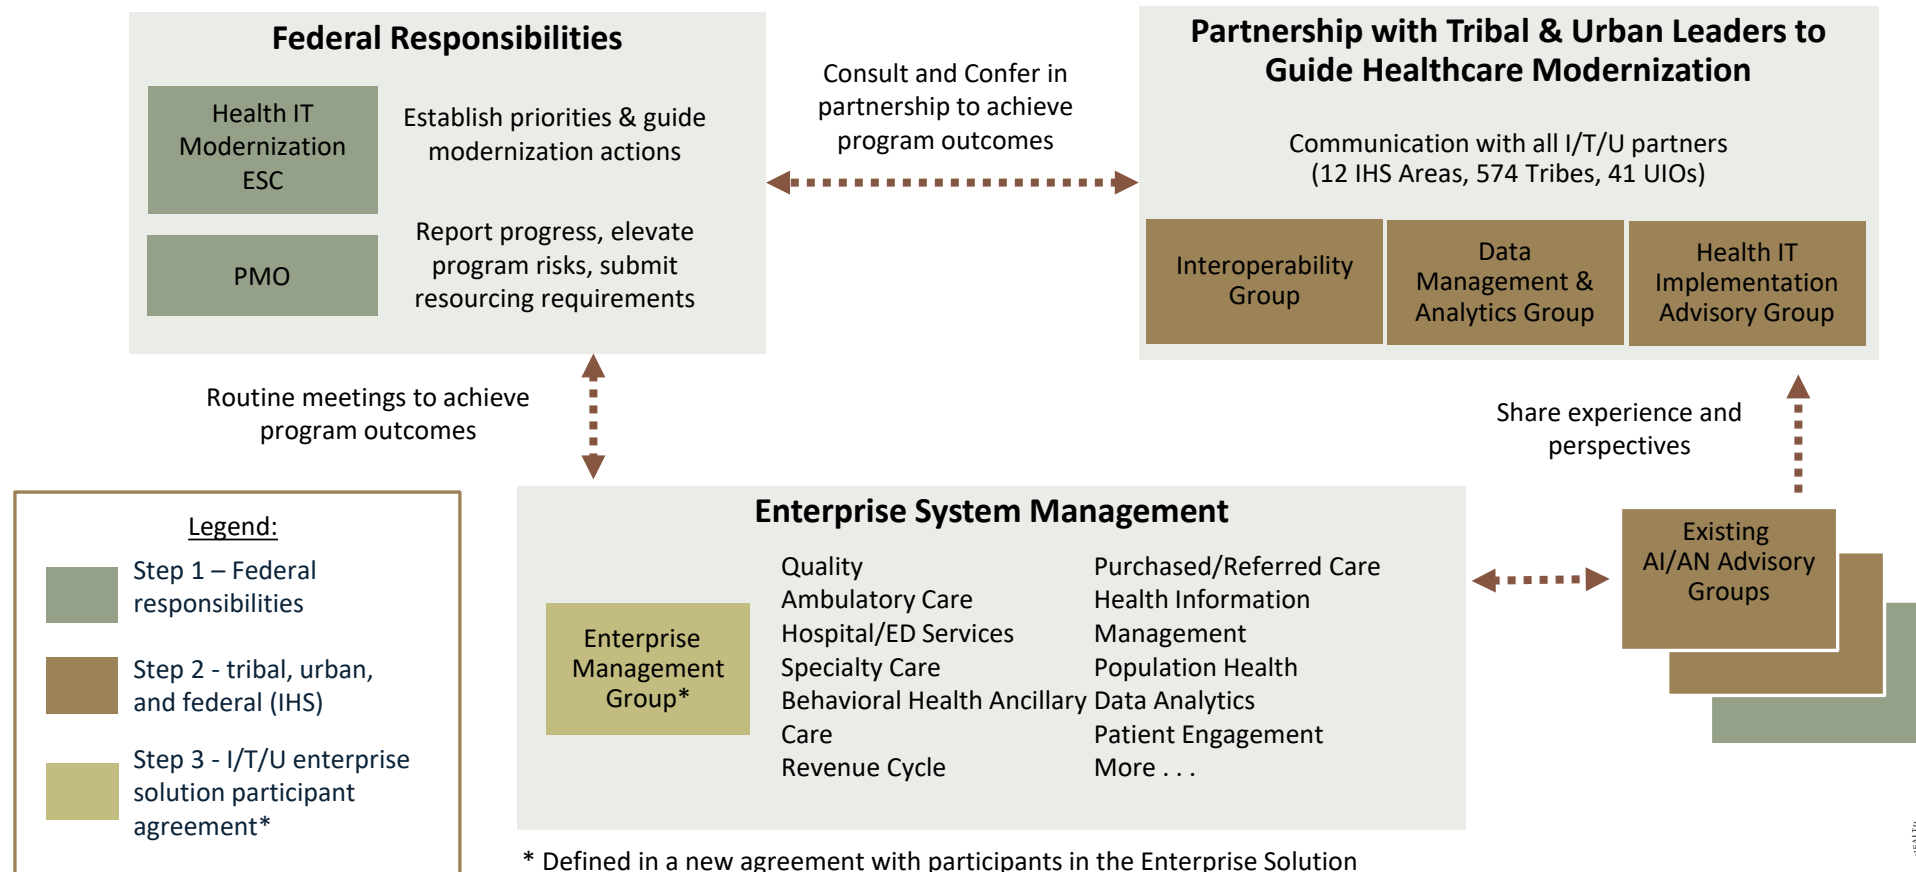 Federal Responsibilities
Health IT
Modernization
ESC
Establish priorities & guide
modernization actions
PMO
Report progress, elevate
program risks, submit
resourcing requirements
Consult and Confer in
partnership to achieve
program outcomes
Partnership with Tribal & Urban Leaders to
Guide Healthcare Modernization
Communication with all I/T/U partners
(12 IHS Areas, 574 Tribes, 41 UIOs)
Interoperability
Group
Data
Management &
Analytics Group
Health IT
Implementation
Advisory Group
Routine meetings to achieve
program outcomes
Share experience and
perspectives
Legend:
Step 1 – Federal
responsibilities
Step 2 - tribal, urban,
and federal (IHS)
Step 3 - I/T/U enterprise
solution participant
agreement*
Enterprise System Management
Enterprise
Management
Group*
Quality
Ambulatory Care
Hospital/ED Services
Specialty Care
Behavioral Health Ancillary
Care
Revenue Cycle
Purchased/Referred Care
Health Information
Management
Population Health
Data Analytics
Patient Engagement
More . . .
Existing
AI/AN Advisory
Groups
* Defined in a new agreement with participants in the Enterprise Solution